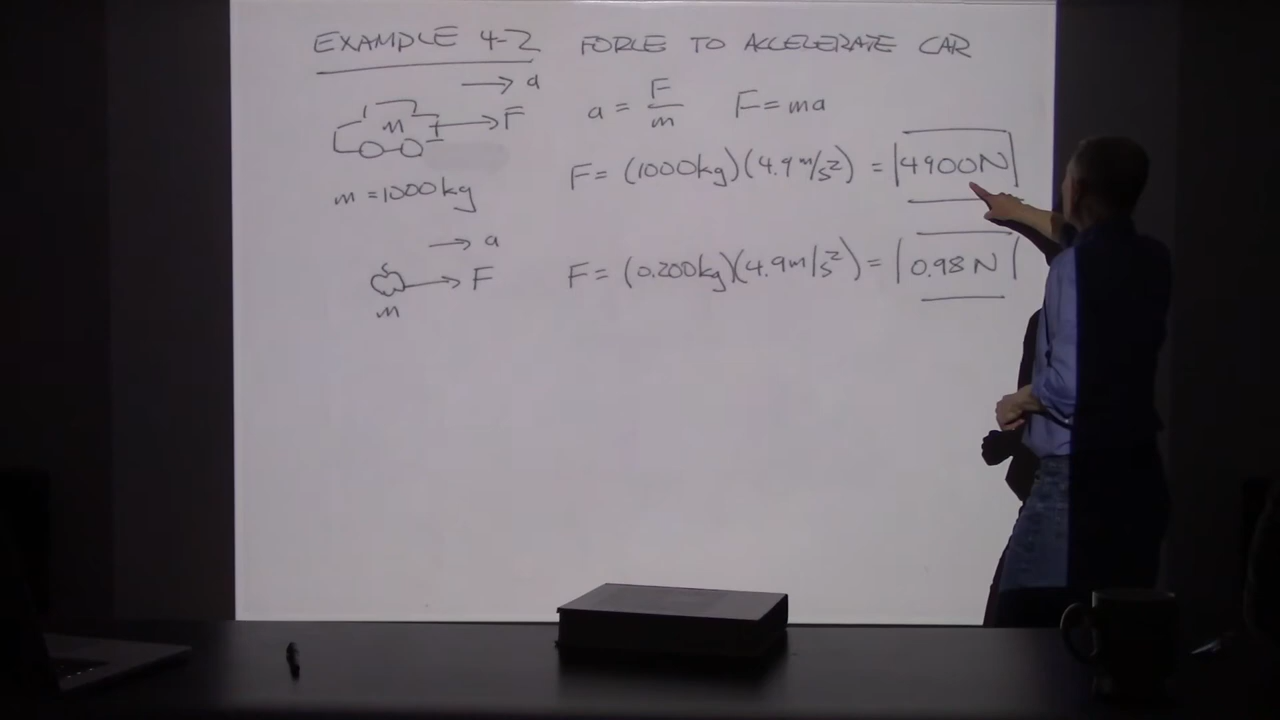 EXAMPLE 4-2 FORCE TO ACCELERATE CAR
→ a
m → F
a = F/m F = ma
F = (1000kg)(4.9 m/s²) = |4900N|
m = 1000kg
→ a
→ F
m
F = (0.200kg)(4.9m/s²) = |0.98 N|